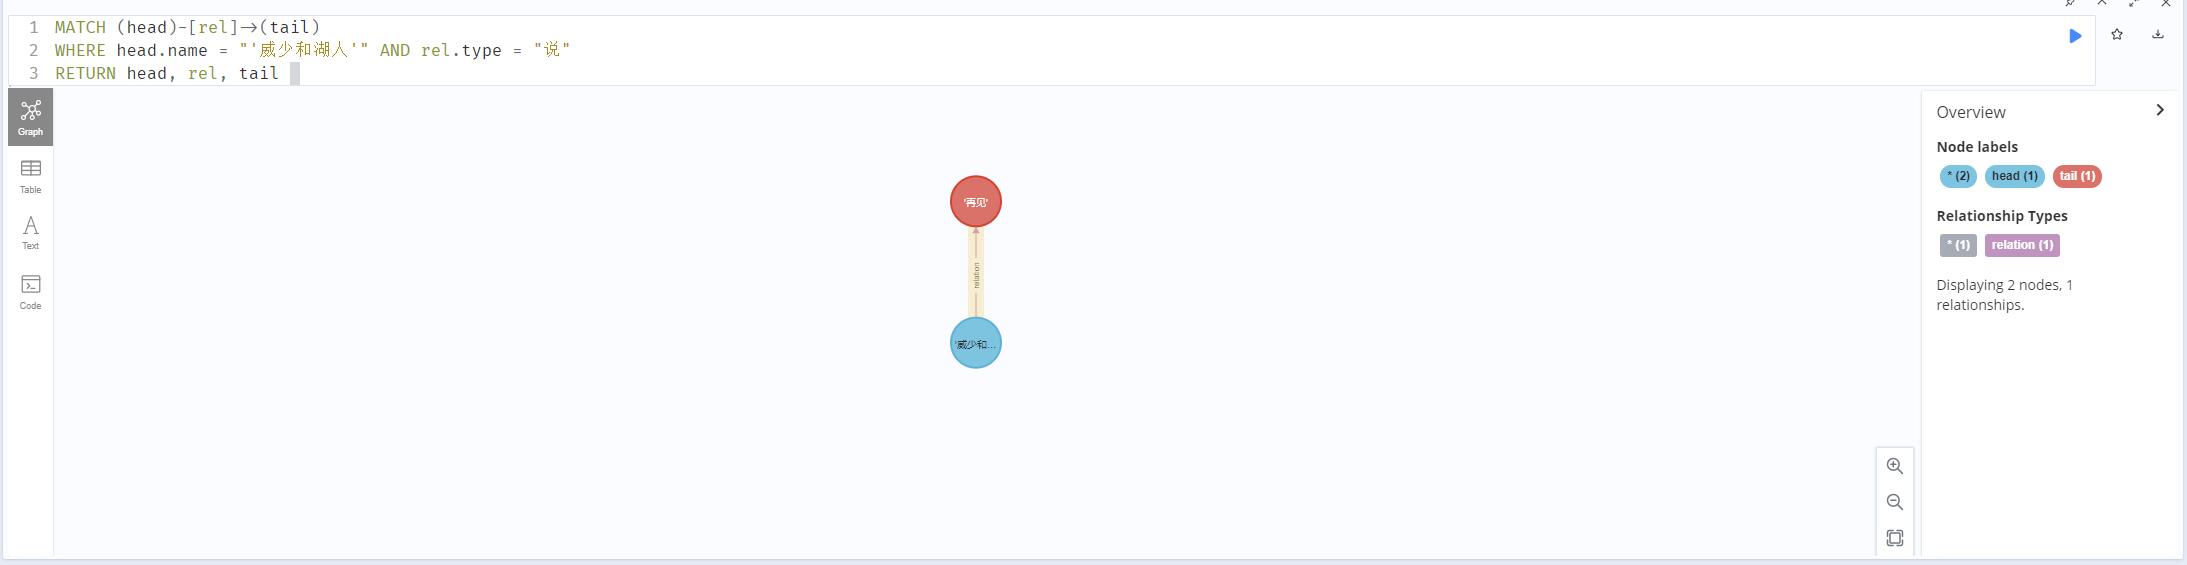 1 MATCH (head)-[rel]->(tail)
2 WHERE head.name = "'威少和湖人'" AND rel.type = "说"
3 RETURN head, rel, tail
Graph
Table
Text
Code
'再见'
relation
'威少和...
Overview
Node labels
* (2) head (1) tail (1)
Relationship Types
* (1) relation (1)
Displaying 2 nodes, 1
relationships.